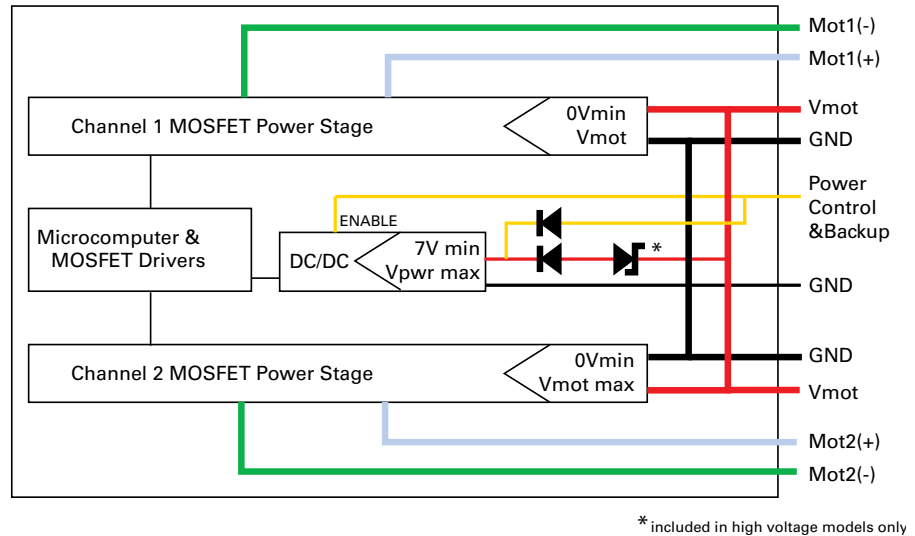 Mot1(-)
Mot1(+)
Channel 1 MOSFET Power Stage
0Vmin
Vmot
Vmot
GND
Power
Control
&Backup
ENABLE
Microcomputer &
MOSFET Drivers
DC/DC
7V min
Vpwr max
*
GND
Channel 2 MOSFET Power Stage
0Vmin
Vmot max
GND
Vmot
Mot2(+)
Mot2(-)
* included in high voltage models only